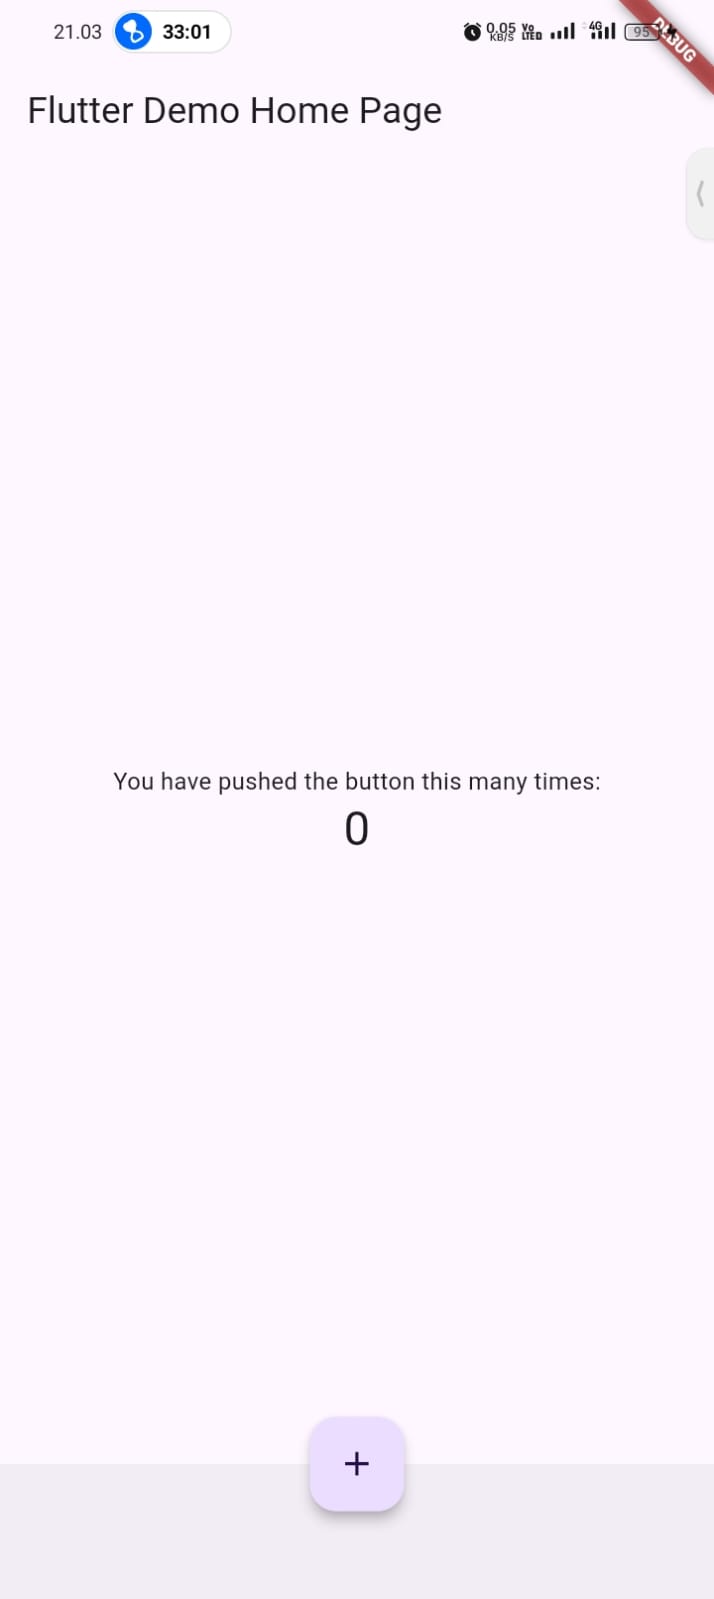 21.03 33:01 0.05 KB/S Vo LTE 4G 95
DEBUG
Flutter Demo Home Page
You have pushed the button this many times:
0
+